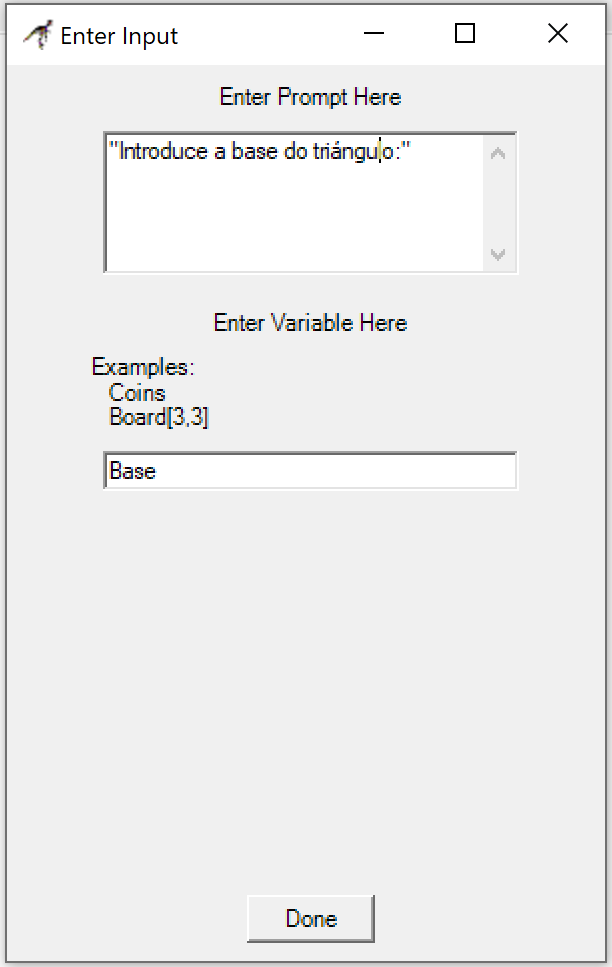 Enter Input
Enter Prompt Here
"Introduce a base do triángulo:"
Enter Variable Here
Examples:
Coins
Board[3,3]
Base
Done